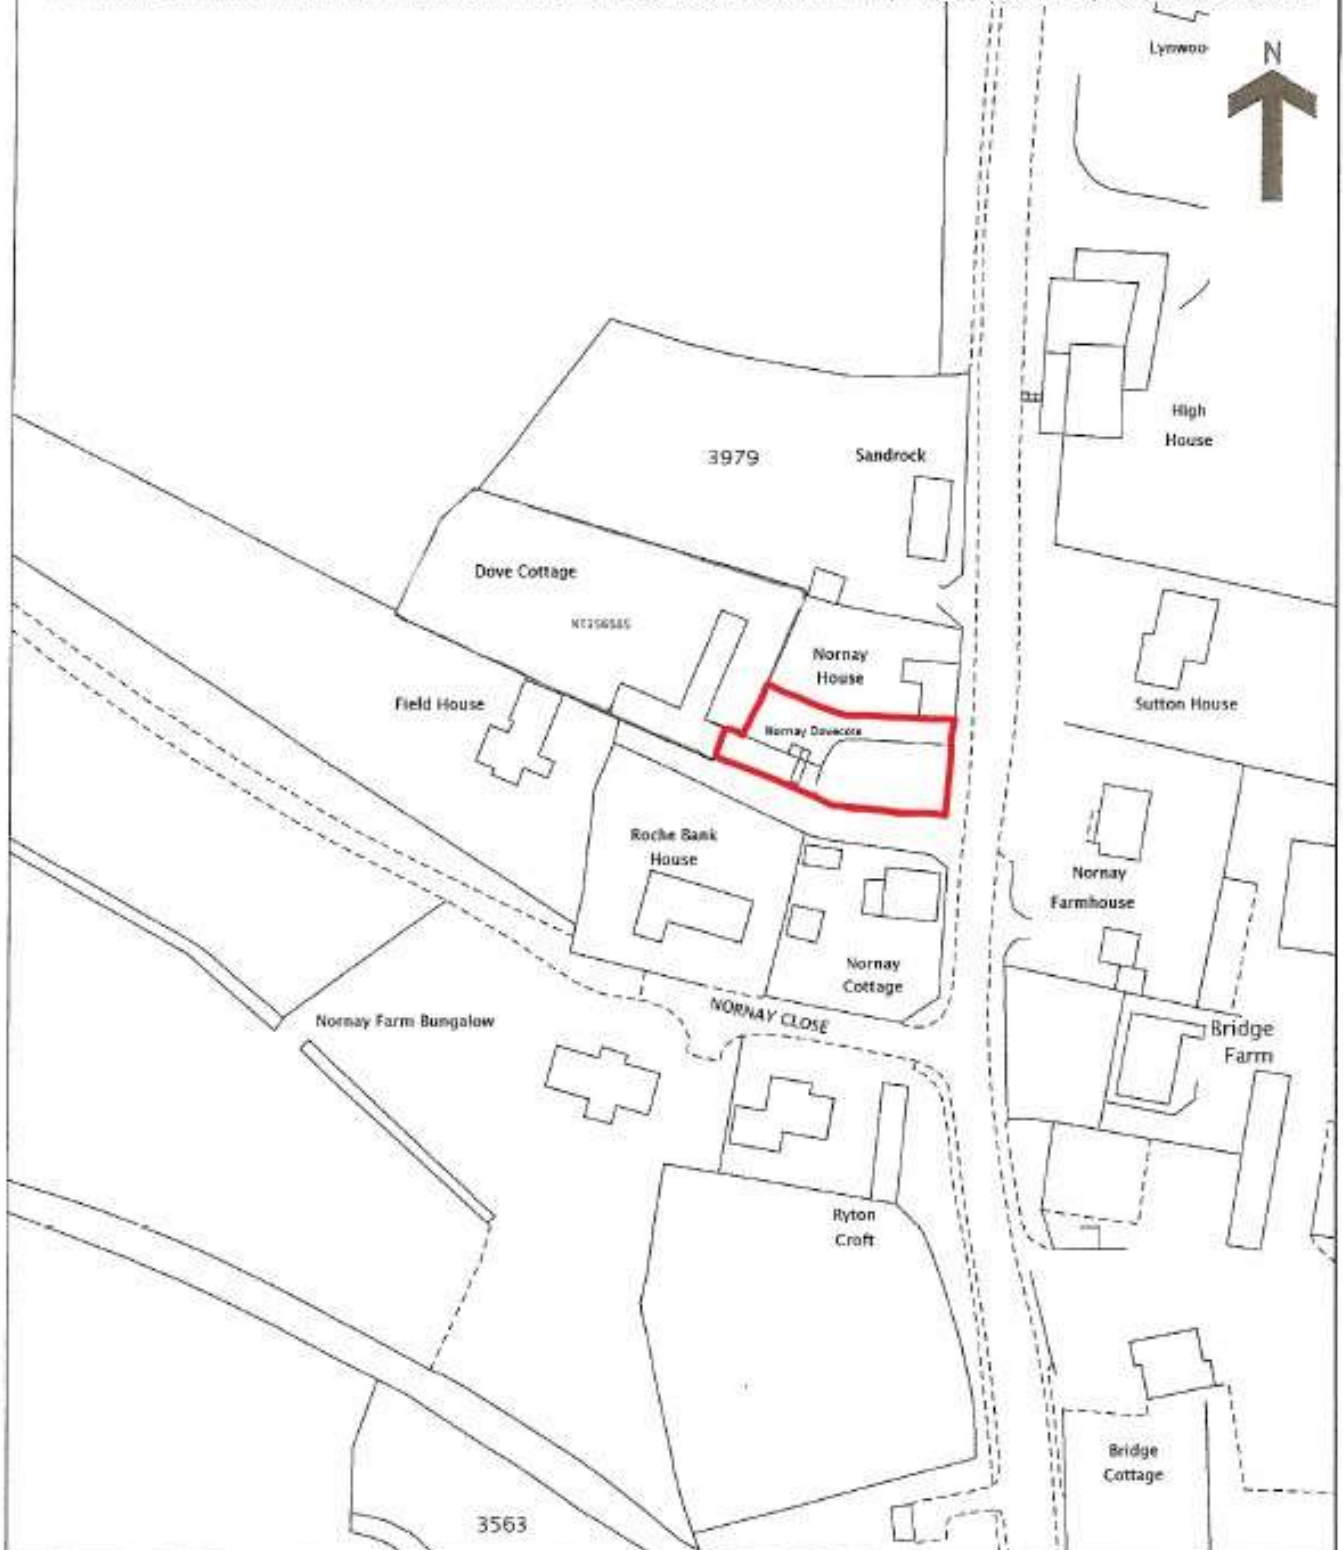 Lynwoo
N
High
House
3979
Sandrock
Dove Cottage
Nornay
House
Field House
Sutton House
Nornay Dovecote
Roche Bank
House
Nornay
Farmhouse
Nornay
Cottage
NORNAY CLOSE
Nornay Farm Bungalow
Bridge
Farm
Ryton
Croft
Bridge
Cottage
3563